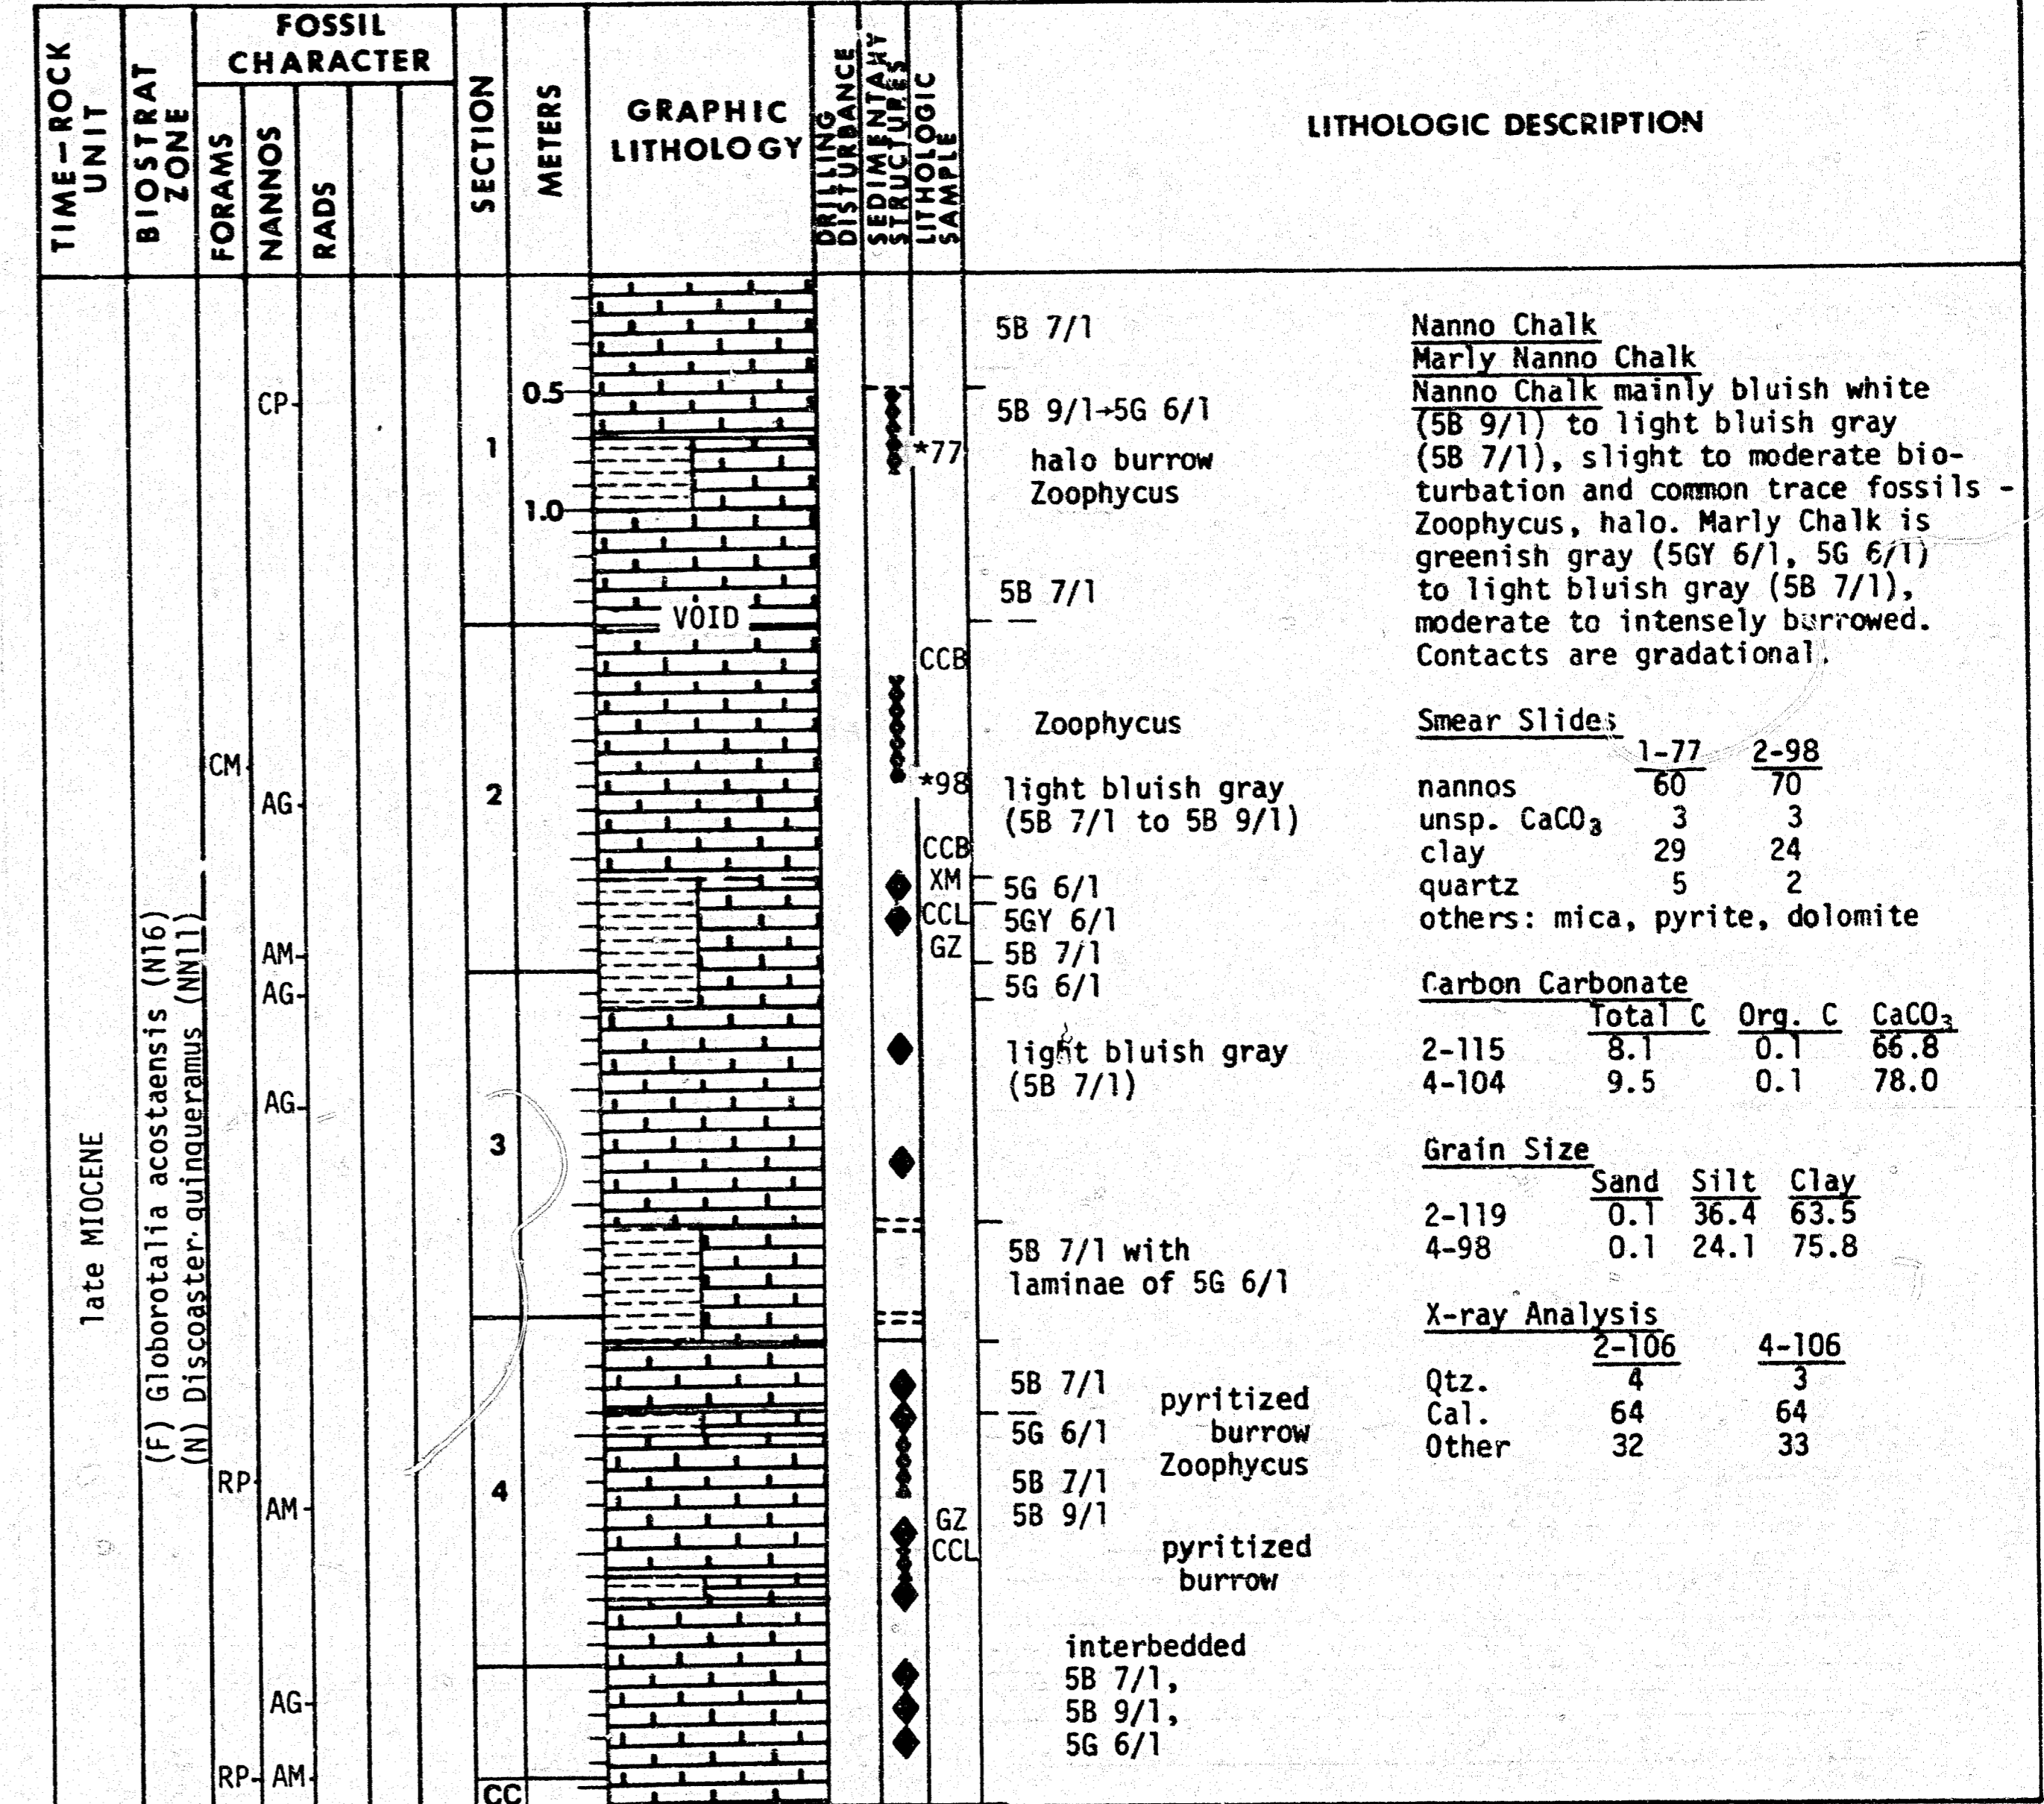 TIME-ROCK UNIT
BIOSTRAT ZONE
FOSSIL CHARACTER
FORAMS
NANNOS
RADS
SECTION
METERS
GRAPHIC LITHOLOGY
DRILLING DISTURBANCE
SEDIMENTARY STRUCTURES
LITHOLOGIC SAMPLE
LITHOLOGIC DESCRIPTION
late MIOCENE
(F) Globorotalia acostaensis (N16)
(N) Discoaster quinqueramus (NN11)
CP
CM
AG
AM
AG
AG
RP
AM
AG
RP AM
1
2
3
4
CC
0.5
1.0
VOID
*77
CCB
*98
CCB
XM
CCL
GZ
GZ
CCL
5B 7/1
5B 9/1→5G 6/1
halo burrow
Zoophycus
5B 7/1
Zoophycus
light bluish gray
(5B 7/1 to 5B 9/1)
5G 6/1
5GY 6/1
5B 7/1
5G 6/1
light bluish gray
(5B 7/1)
5B 7/1 with
laminae of 5G 6/1
5B 7/1
pyritized
5G 6/1 burrow
Zoophycus
5B 7/1
5B 9/1
pyritized
burrow
interbedded
5B 7/1,
5B 9/1,
5G 6/1
Nanno Chalk
Marly Nanno Chalk
Nanno Chalk mainly bluish white
(5B 9/1) to light bluish gray
(5B 7/1), slight to moderate bio-
turbation and common trace fossils -
Zoophycus, halo. Marly Chalk is
greenish gray (5GY 6/1, 5G 6/1)
to light bluish gray (5B 7/1),
moderate to intensely burrowed.
Contacts are gradational.
Smear Slides
1-77 2-98
nannos 60 70
unsp. CaCO₃ 3 3
clay 29 24
quartz 5 2
others: mica, pyrite, dolomite
Carbon Carbonate
Total C Org. C CaCO₃
2-115 8.1 0.1 66.8
4-104 9.5 0.1 78.0
Grain Size
Sand Silt Clay
2-119 0.1 36.4 63.5
4-98 0.1 24.1 75.8
X-ray Analysis
2-106 4-106
Qtz. 4 3
Cal. 64 64
Other 32 33